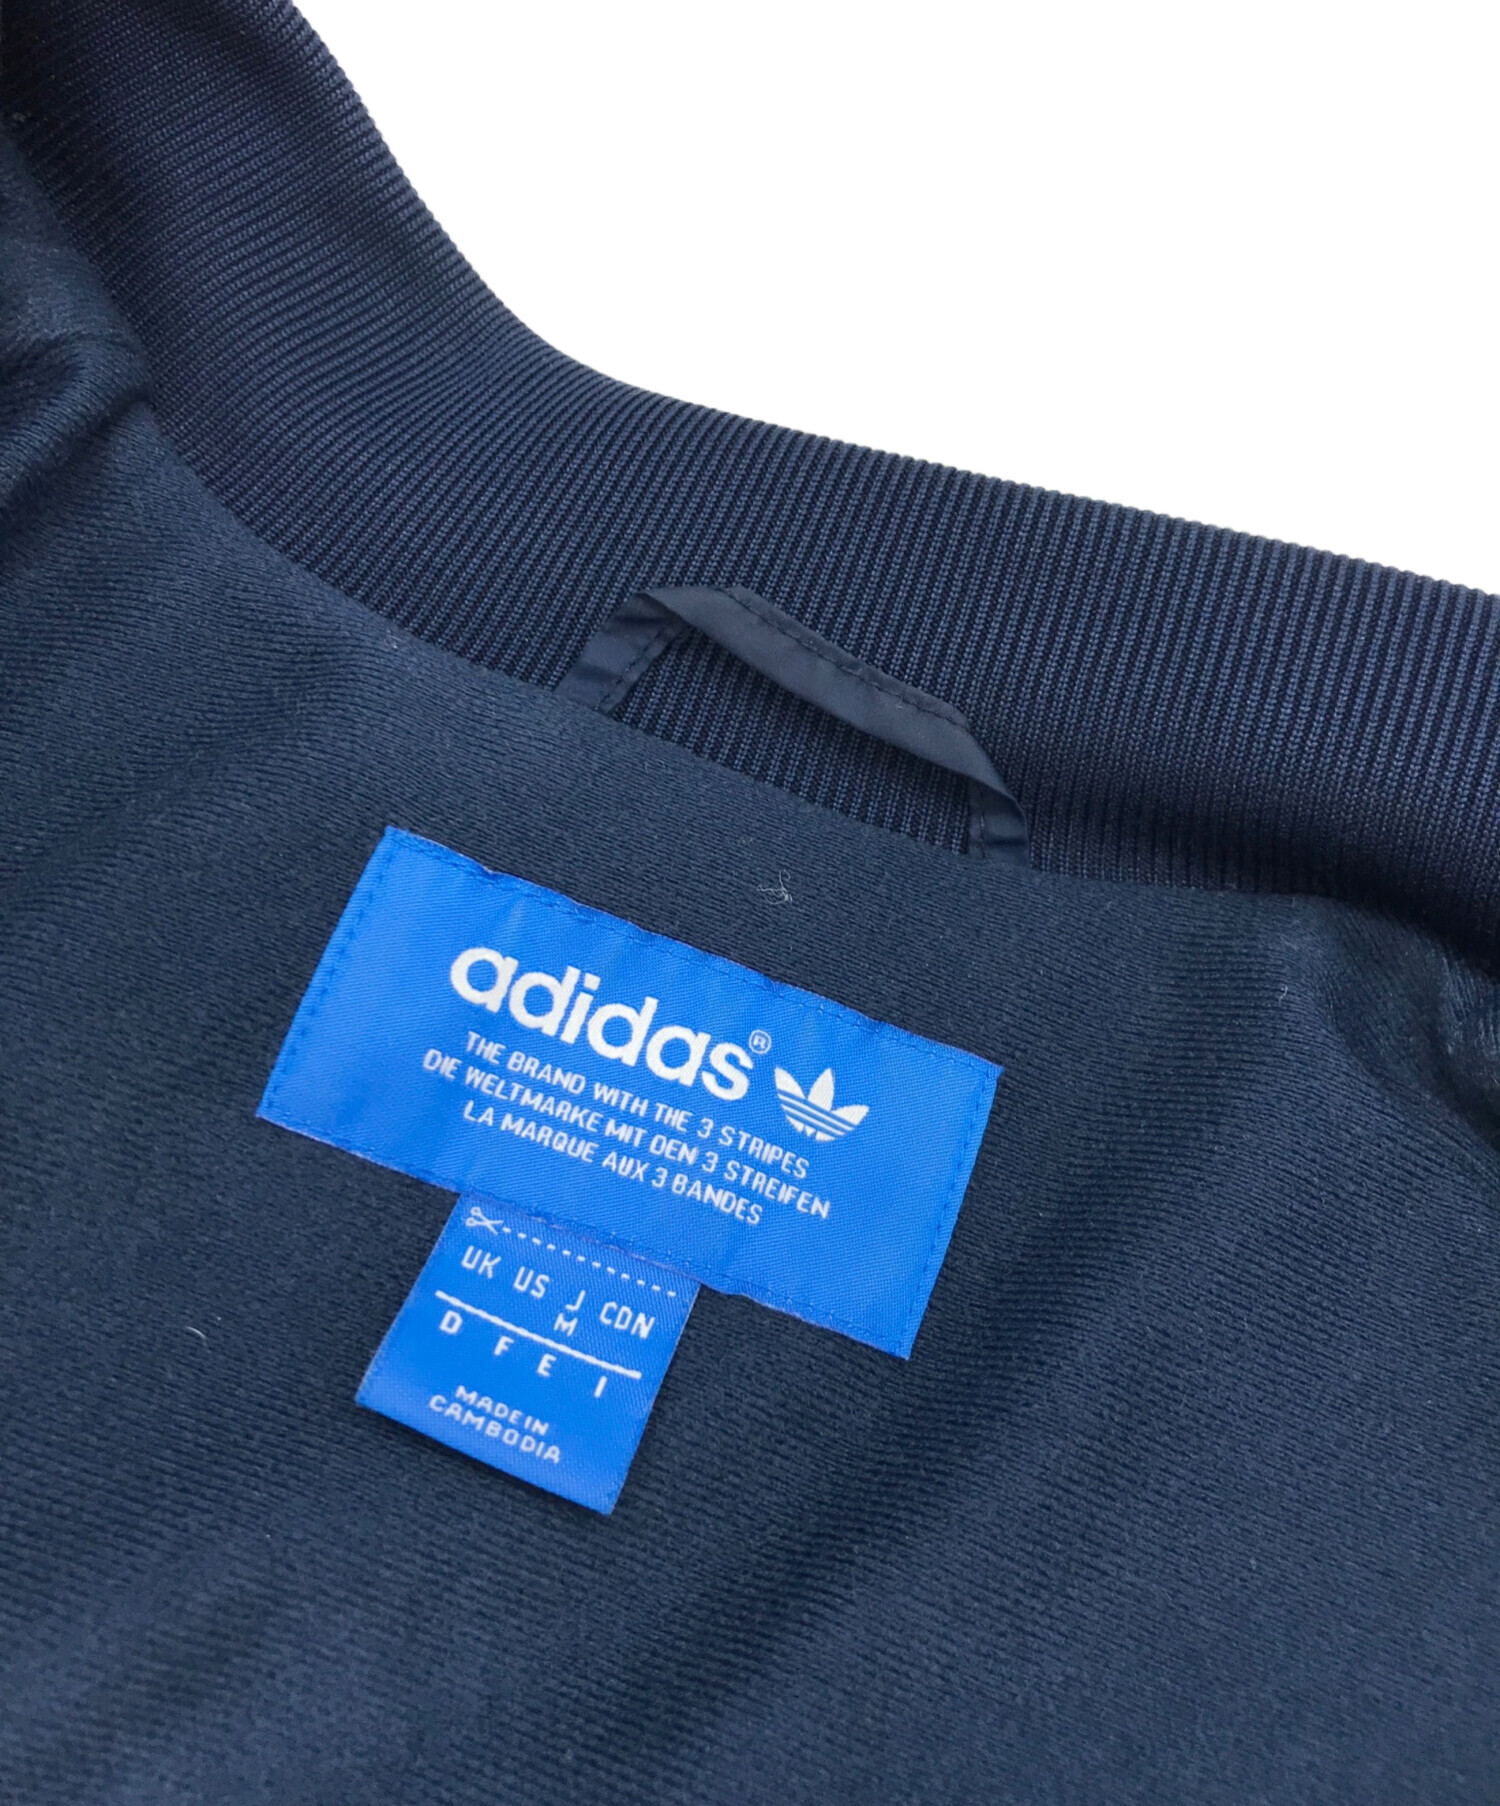 adidas®
THE BRAND WITH THE 3 STRIPES
DIE WELTMARKE MIT DEN 3 STREIFEN
LA MARQUE AUX 3 BANDES
UK US J CDN
M
D F E I
MADE IN
CAMBODIA